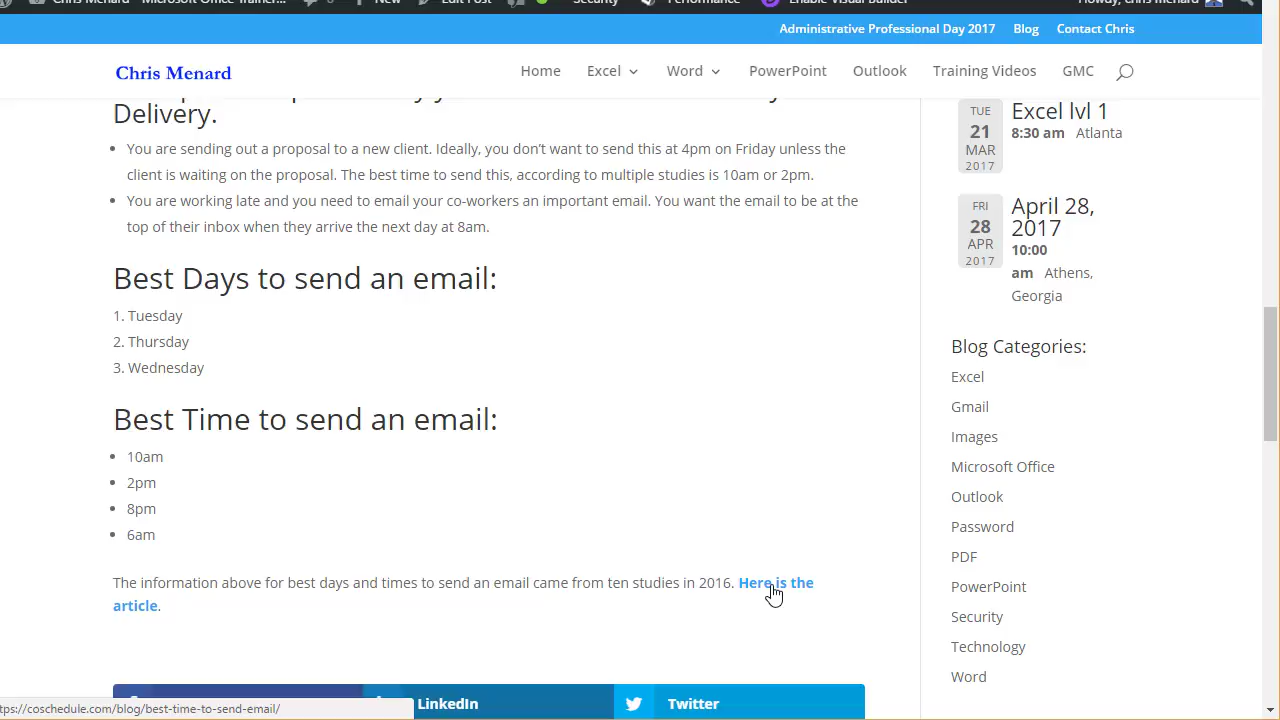 Administrative Professional Day 2017 Blog Contact Chris
Chris Menard
Home Excel Word PowerPoint Outlook Training Videos GMC
Delivery.
• You are sending out a proposal to a new client. Ideally, you don't want to send this at 4pm on Friday unless the
client is waiting on the proposal. The best time to send this, according to multiple studies is 10am or 2pm.
• You are working late and you need to email your co-workers an important email. You want the email to be at the
top of their inbox when they arrive the next day at 8am.
Best Days to send an email:
1. Tuesday
2. Thursday
3. Wednesday
Best Time to send an email:
• 10am
• 2pm
• 8pm
• 6am
The information above for best days and times to send an email came from ten studies in 2016. Here is the
article.
LinkedIn
Twitter
tps://coschedule.com/blog/best-time-to-send-email/
TUE
21
MAR
2017
Excel lvl 1
8:30 am Atlanta
FRI
28
APR
2017
April 28,
2017
10:00
am Athens,
Georgia
Blog Categories:
Excel
Gmail
Images
Microsoft Office
Outlook
Password
PDF
PowerPoint
Security
Technology
Word